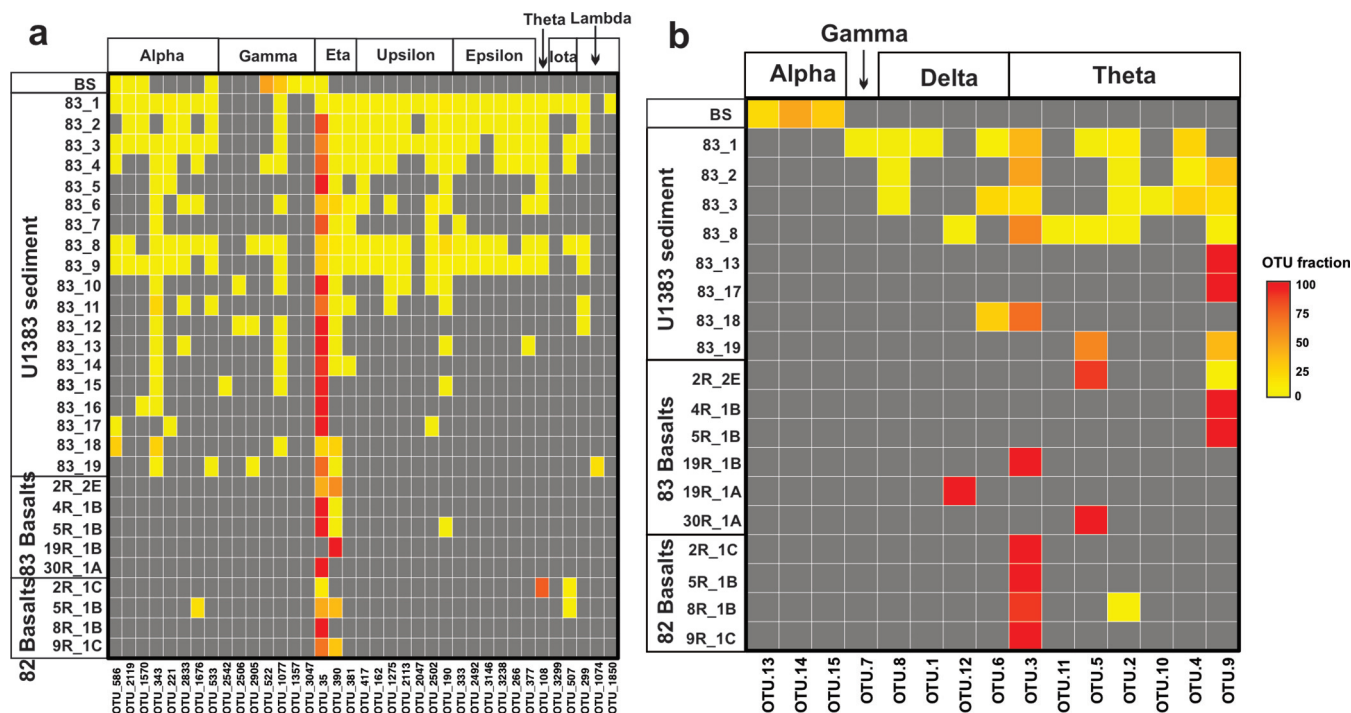 a
Theta Lambda
Alpha Gamma Eta Upsilon Epsilon Iota
BS
U1383 sediment
83_1
83_2
83_3
83_4
83_5
83_6
83_7
83_8
83_9
83_10
83_11
83_12
83_13
83_14
83_15
83_16
83_17
83_18
83_19
83 Basalts
2R_2E
4R_1B
5R_1B
19R_1B
30R_1A
82 Basalts
2R_1C
5R_1B
8R_1B
9R_1C
OTU_586
OTU_2119
OTU_1570
OTU_343
OTU_221
OTU_2833
OTU_1676
OTU_533
OTU_2542
OTU_2506
OTU_2905
OTU_522
OTU_1077
OTU_1357
OTU_3047
OTU_35
OTU_390
OTU_381
OTU_417
OTU_162
OTU_1275
OTU_2113
OTU_2047
OTU_190
OTU_2502
OTU_333
OTU_2492
OTU_3146
OTU_3238
OTU_266
OTU_377
OTU_108
OTU_3299
OTU_507
OTU_299
OTU_1074
OTU_1850
b
Gamma
Alpha Delta Theta
BS
U1383 sediment
83_1
83_2
83_3
83_8
83_13
83_17
83_18
83_19
83 Basalts
2R_2E
4R_1B
5R_1B
19R_1B
19R_1A
30R_1A
82 Basalts
2R_1C
5R_1B
8R_1B
9R_1C
OTU.13
OTU.14
OTU.15
OTU.7
OTU.8
OTU.1
OTU.12
OTU.6
OTU.3
OTU.11
OTU.5
OTU.2
OTU.10
OTU.4
OTU.9
OTU fraction
100
75
50
25
0